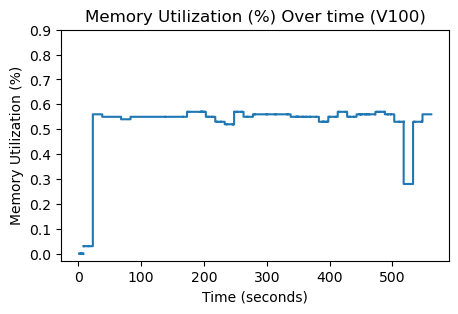 Memory Utilization (%) Over time (V100)
0.9
0.8
0.7
0.6
0.5
0.4
0.3
0.2
0.1
0.0
Memory Utilization (%)
0 100 200 300 400 500
Time (seconds)